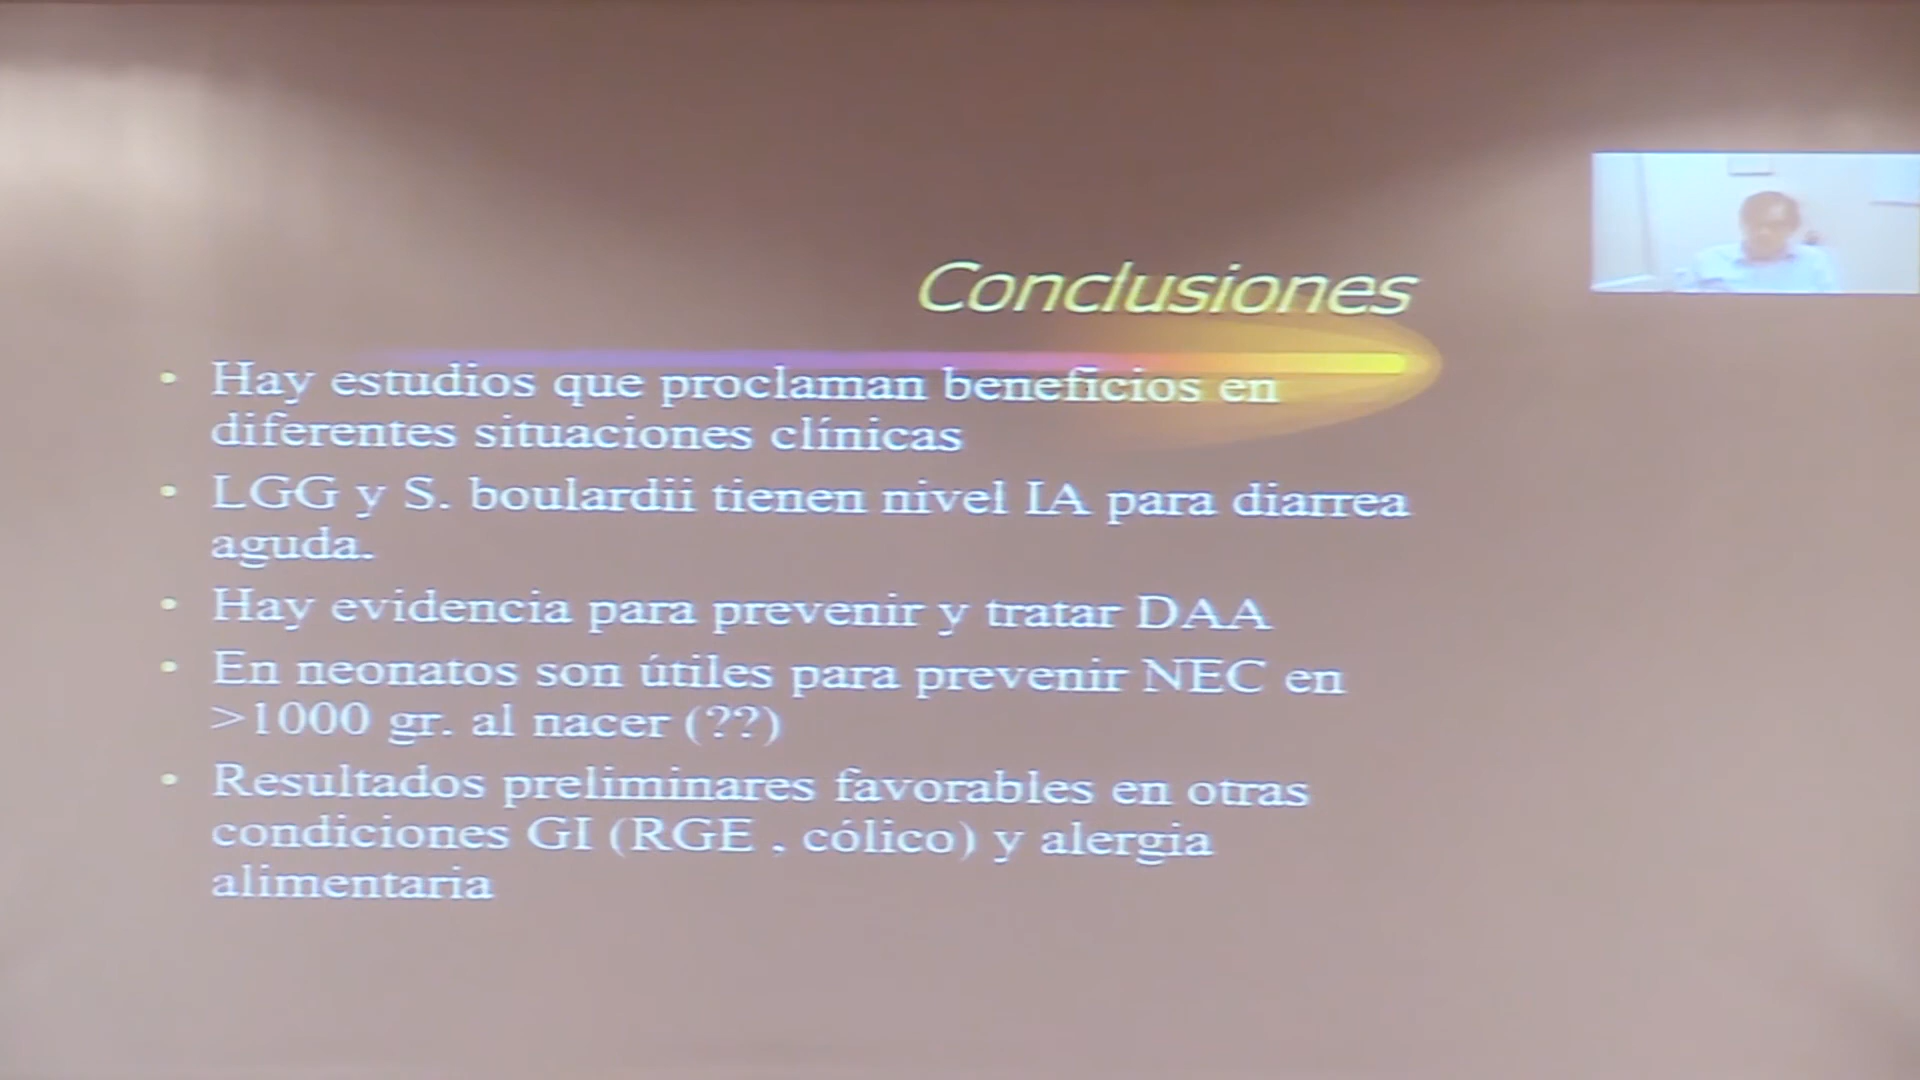 Conclusiones
• Hay estudios que proclaman beneficios en
diferentes situaciones clínicas
• LGG y S. boulardii tienen nivel IA para diarrea
aguda.
• Hay evidencia para prevenir y tratar DAA
• En neonatos son útiles para prevenir NEC en
>1000 gr. al nacer (??)
• Resultados preliminares favorables en otras
condiciones GI (RGE , cólico) y alergia
alimentaria